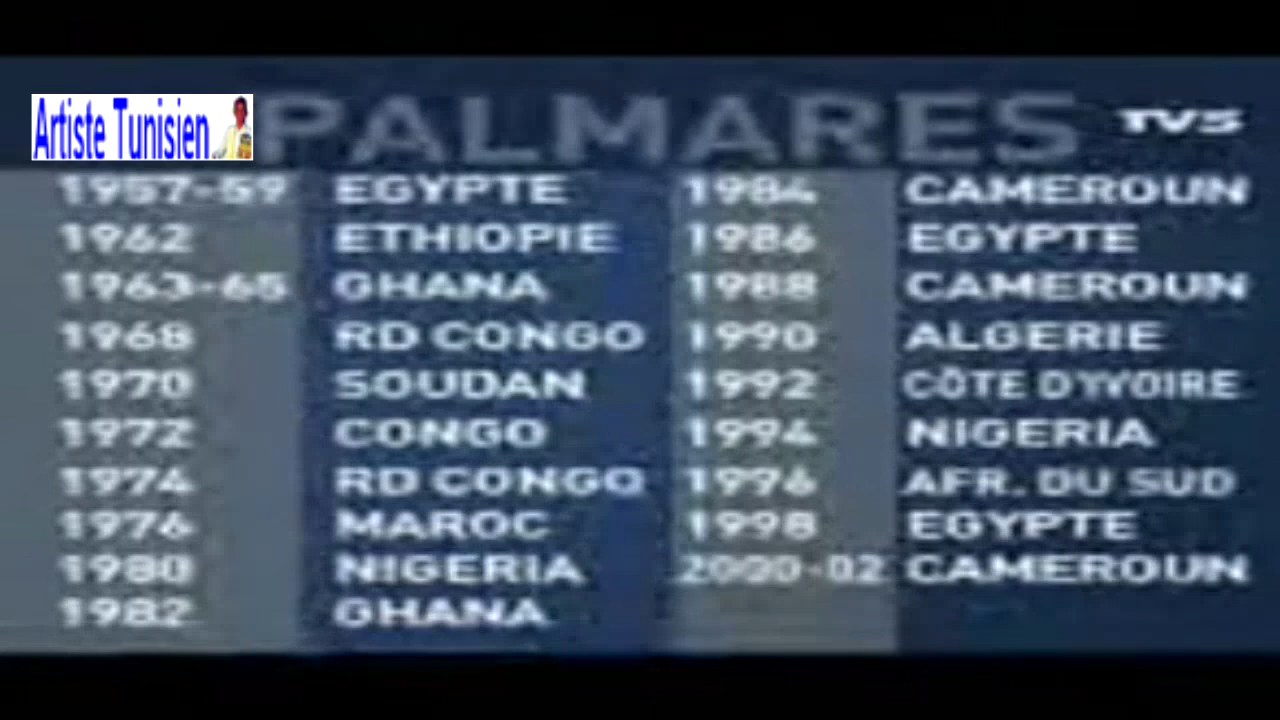 Artiste Tunisien
PALMARES
TV5
1957-59 EGYPTE
1962 ETHIOPIE
1963-65 GHANA
1968 RD CONGO
1970 SOUDAN
1972 CONGO
1974 RD CONGO
1976 MAROC
1980 NIGERIA
1982 GHANA
1984 CAMEROUN
1986 EGYPTE
1988 CAMEROUN
1990 ALGERIE
1992 CÔTE D'IVOIRE
1994 NIGERIA
1996 AFR. DU SUD
1998 EGYPTE
2000-02 CAMEROUN